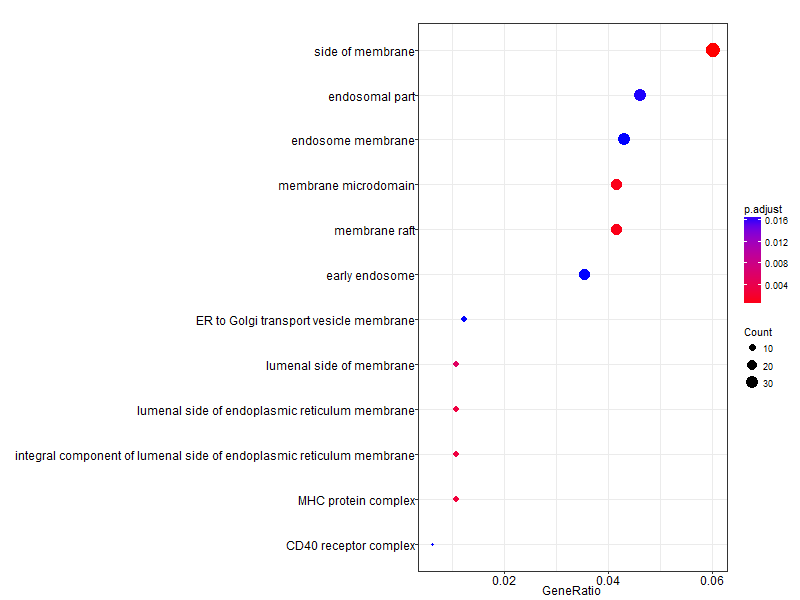 side of membrane
endosomal part
endosome membrane
membrane microdomain
membrane raft
early endosome
ER to Golgi transport vesicle membrane
lumenal side of membrane
lumenal side of endoplasmic reticulum membrane
integral component of lumenal side of endoplasmic reticulum membrane
MHC protein complex
CD40 receptor complex
0.02 0.04 0.06
GeneRatio
p.adjust
0.016
0.012
0.008
0.004
Count
10
20
30